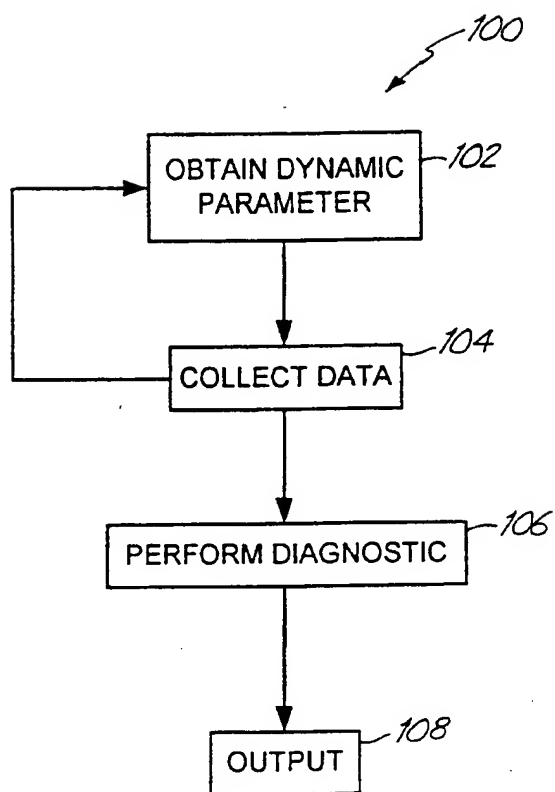 100
OBTAIN DYNAMIC
PARAMETER
102
COLLECT DATA
104
PERFORM DIAGNOSTIC
106
OUTPUT
108